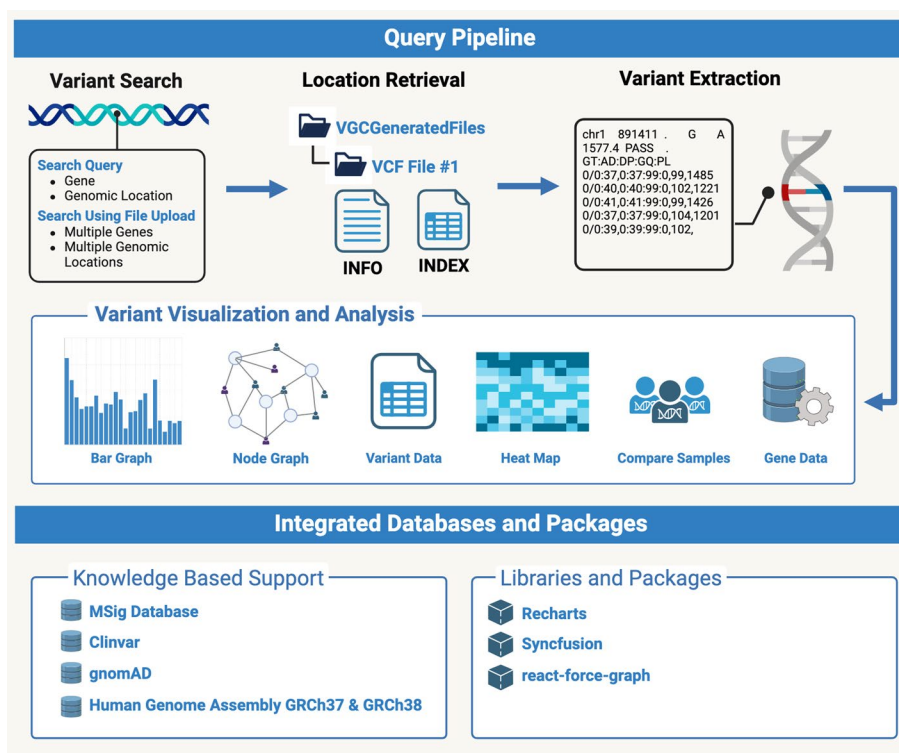 Query Pipeline
Variant Search
Search Query
Gene
Genomic Location
Search Using File Upload
Multiple Genes
Multiple Genomic
Locations
Location Retrieval
VGCGeneratedFiles
VCF File #1
INFO
INDEX
Variant Extraction
chr1 891411 . G A
1577.4 PASS .
GT:AD:DP:GQ:PL
0/0:37,0:37:99:0,99,1485
0/0:40,0:40:99:0,102,1221
0/0:41,0:41:99:0,99,1426
0/0:37,0:37:99:0,104,1201
0/0:39,0:39:99:0,102,
Variant Visualization and Analysis
Bar Graph
Node Graph
Variant Data
Heat Map
Compare Samples
Gene Data
Integrated Databases and Packages
Knowledge Based Support
MSig Database
Clinvar
gnomAD
Human Genome Assembly GRCh37 & GRCh38
Libraries and Packages
Recharts
Syncfusion
react-force-graph